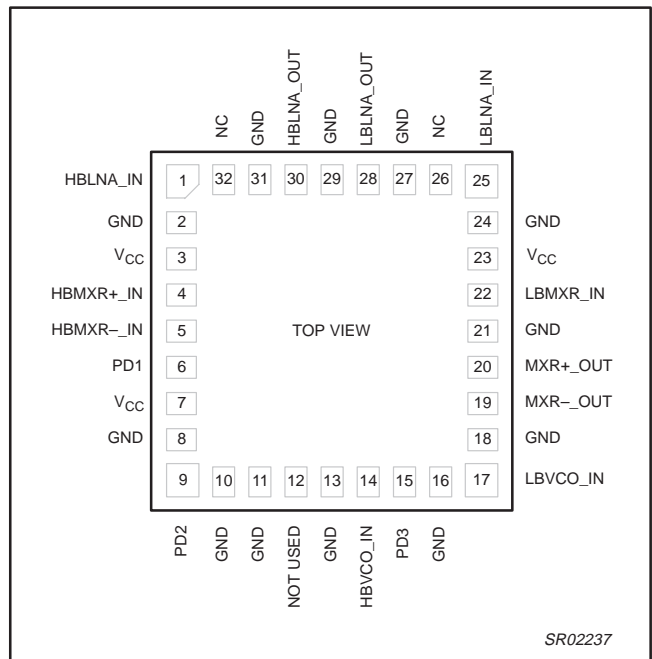 NC
GND
HBLNA_OUT
GND
LBLNA_OUT
GND
NC
LBLNA_IN
HBLNA_IN
1
32
31
30
29
28
27
26
25
GND
2
24
GND
VCC
3
23
VCC
HBMXR+_IN
4
22
LBMXR_IN
HBMXR–_IN
5
TOP VIEW
21
GND
PD1
6
20
MXR+_OUT
VCC
7
19
MXR–_OUT
GND
8
18
GND
9
10
11
12
13
14
15
16
17
LBVCO_IN
PD2
GND
GND
NOT USED
GND
HBVCO_IN
PD3
GND
SR02237